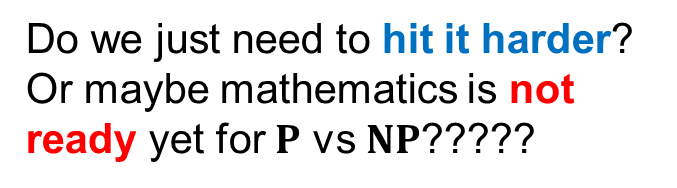 Do we just need to hit it harder?
Or maybe mathematics is not
ready yet for P vs NP?????